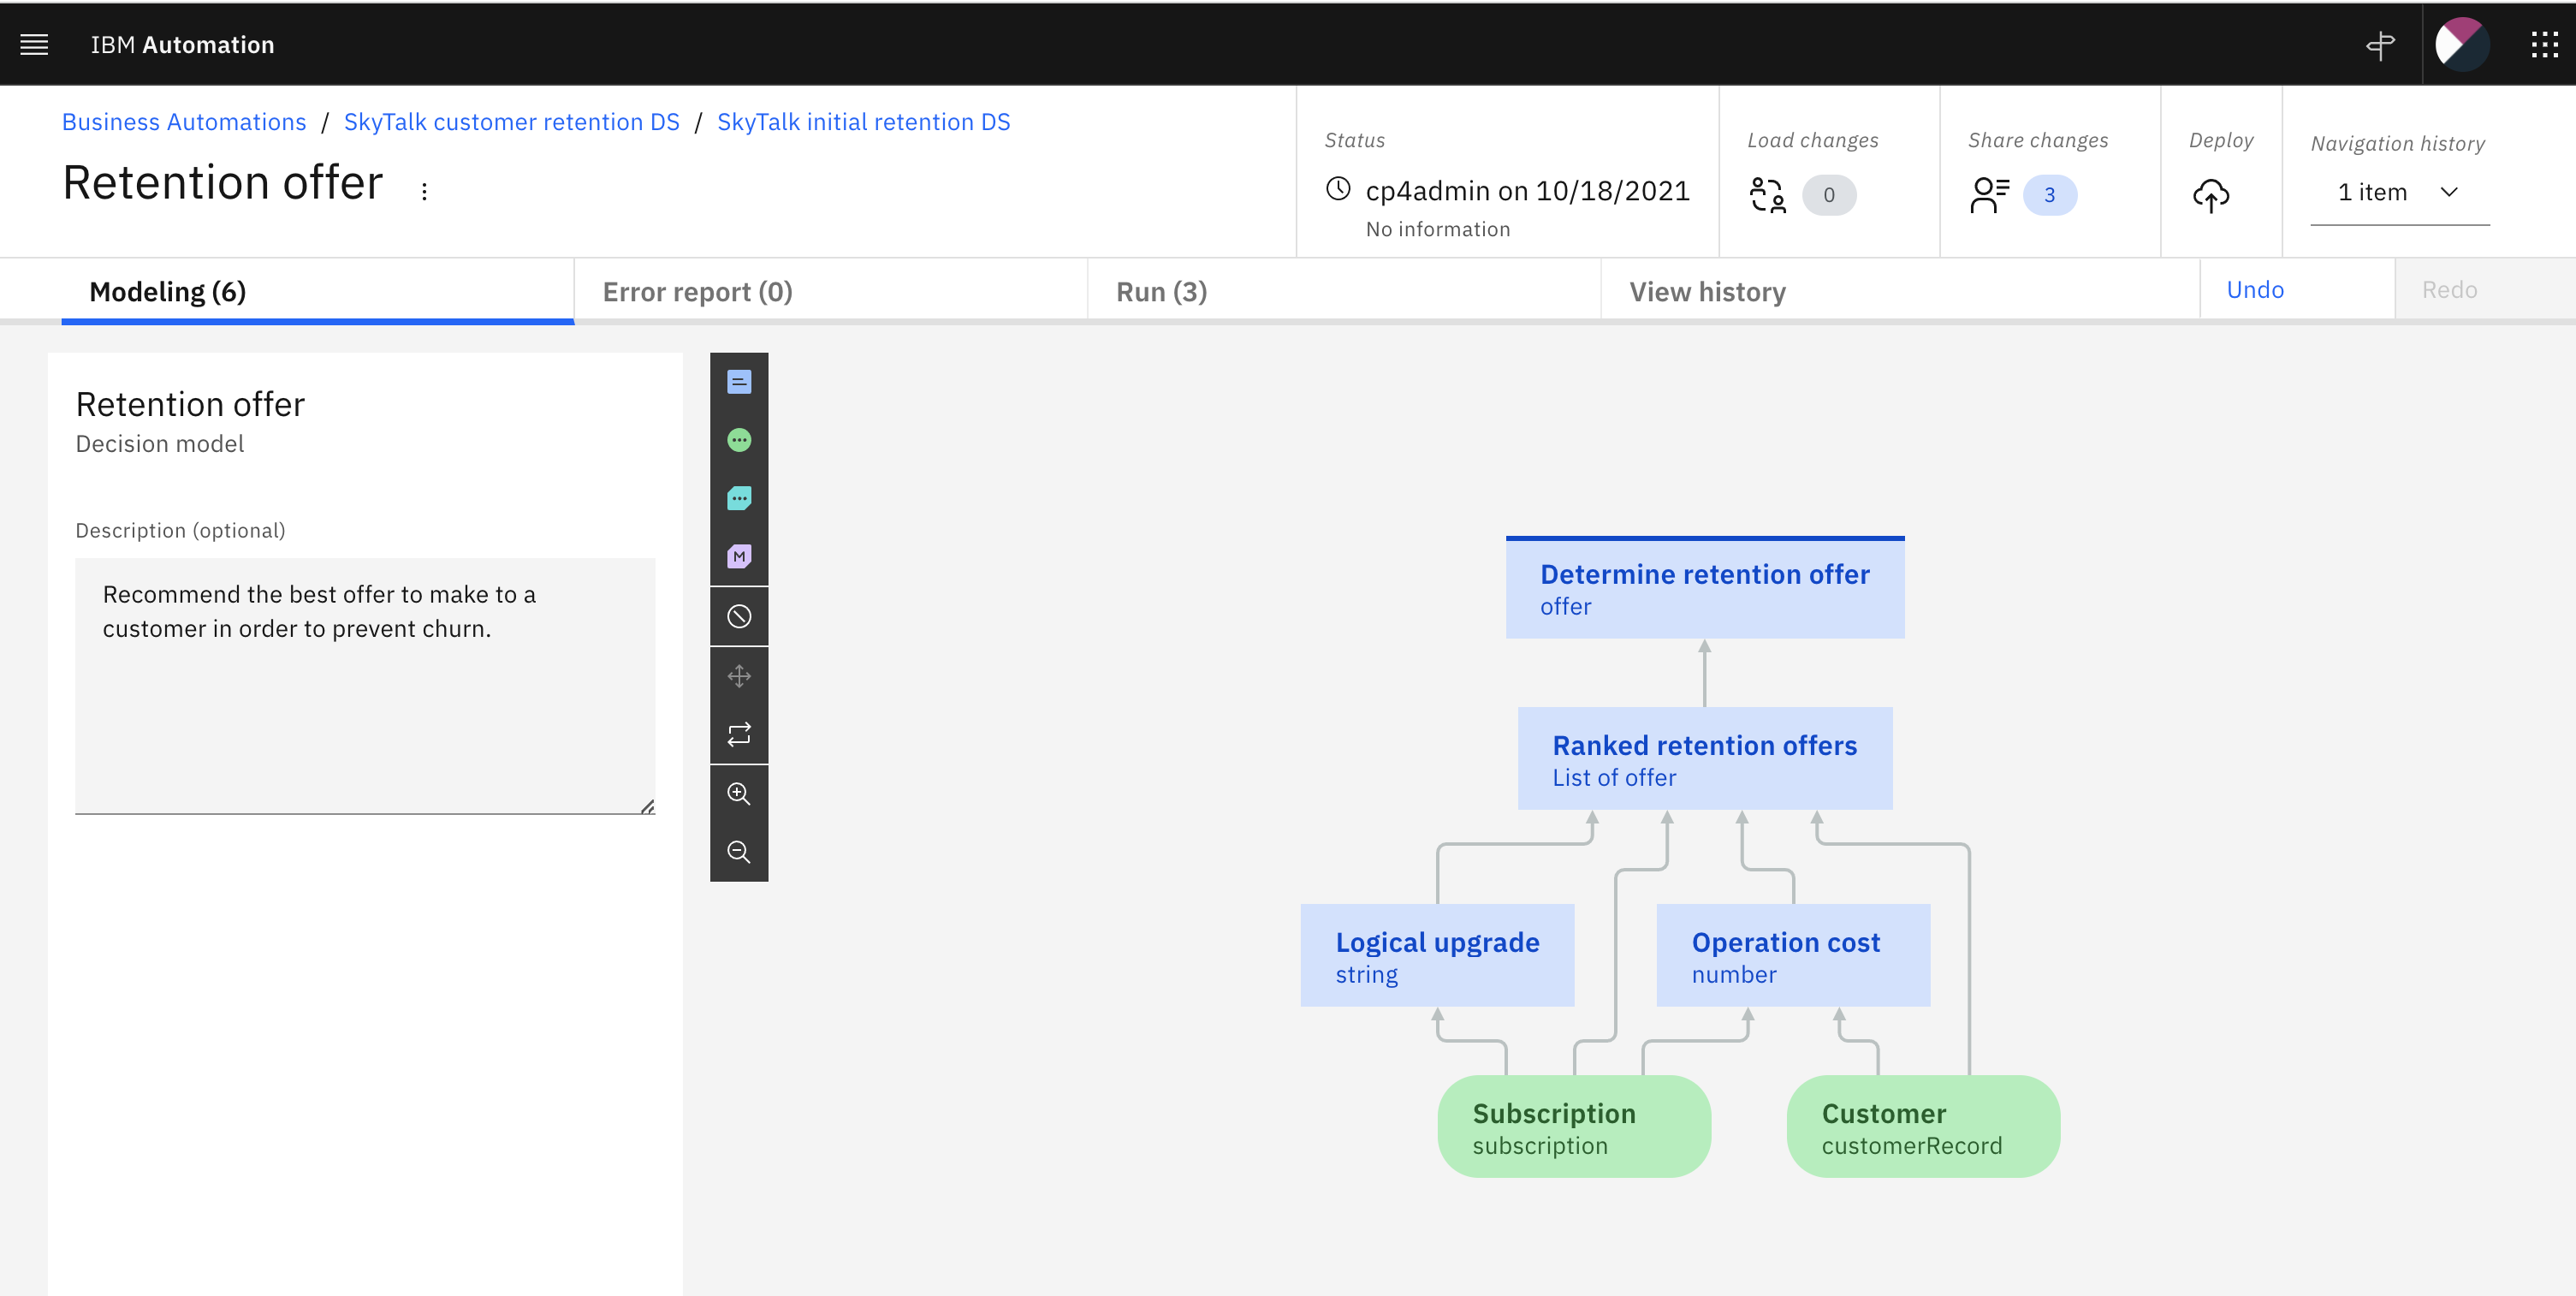 IBM Automation
Business Automations / SkyTalk customer retention DS / SkyTalk initial retention DS
Retention offer
Status
cp4admin on 10/18/2021
No information
Load changes
0
Share changes
3
Deploy
Navigation history
1 item
Modeling (6)
Error report (0)
Run (3)
View history
Undo
Redo
Retention offer
Decision model
Description (optional)
Recommend the best offer to make to a
customer in order to prevent churn.
M
Determine retention offer
offer
Ranked retention offers
List of offer
Logical upgrade
string
Operation cost
number
Subscription
subscription
Customer
customerRecord